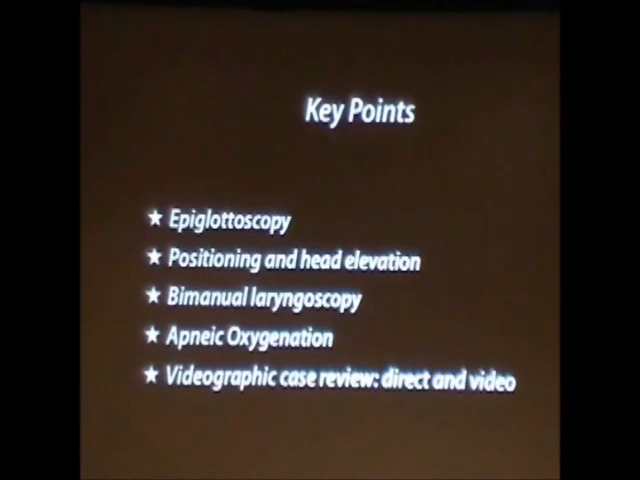 Key Points
★ Epiglottoscopy
★ Positioning and head elevation
★ Bimanual laryngoscopy
★ Apneic Oxygenation
★ Videographic case review: direct and video